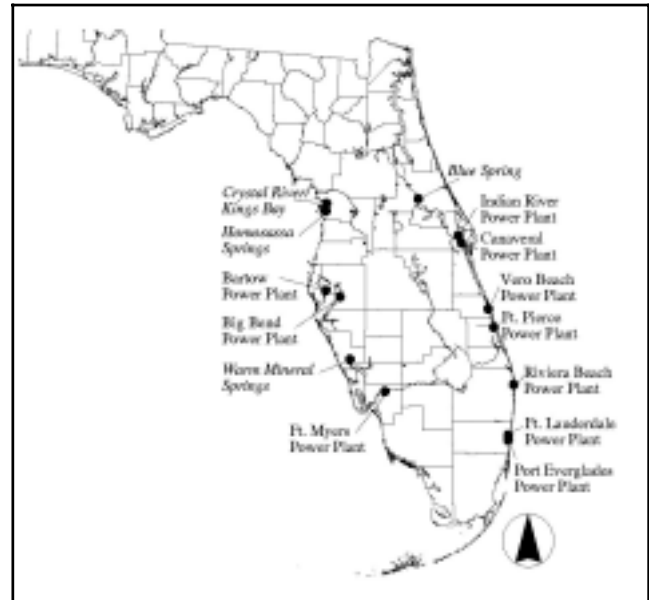 Blue Spring
Crystal River/
Kings Bay
Homosassa
Springs
Indian River
Power Plant
Canaveral
Power Plant
Bartow
Power Plant
Big Bend
Power Plant
Vero Beach
Power Plant
Ft. Pierce
Power Plant
Warm Mineral
Springs
Riviera Beach
Power Plant
Ft. Myers
Power Plant
Ft. Lauderdale
Power Plant
Port Everglades
Power Plant